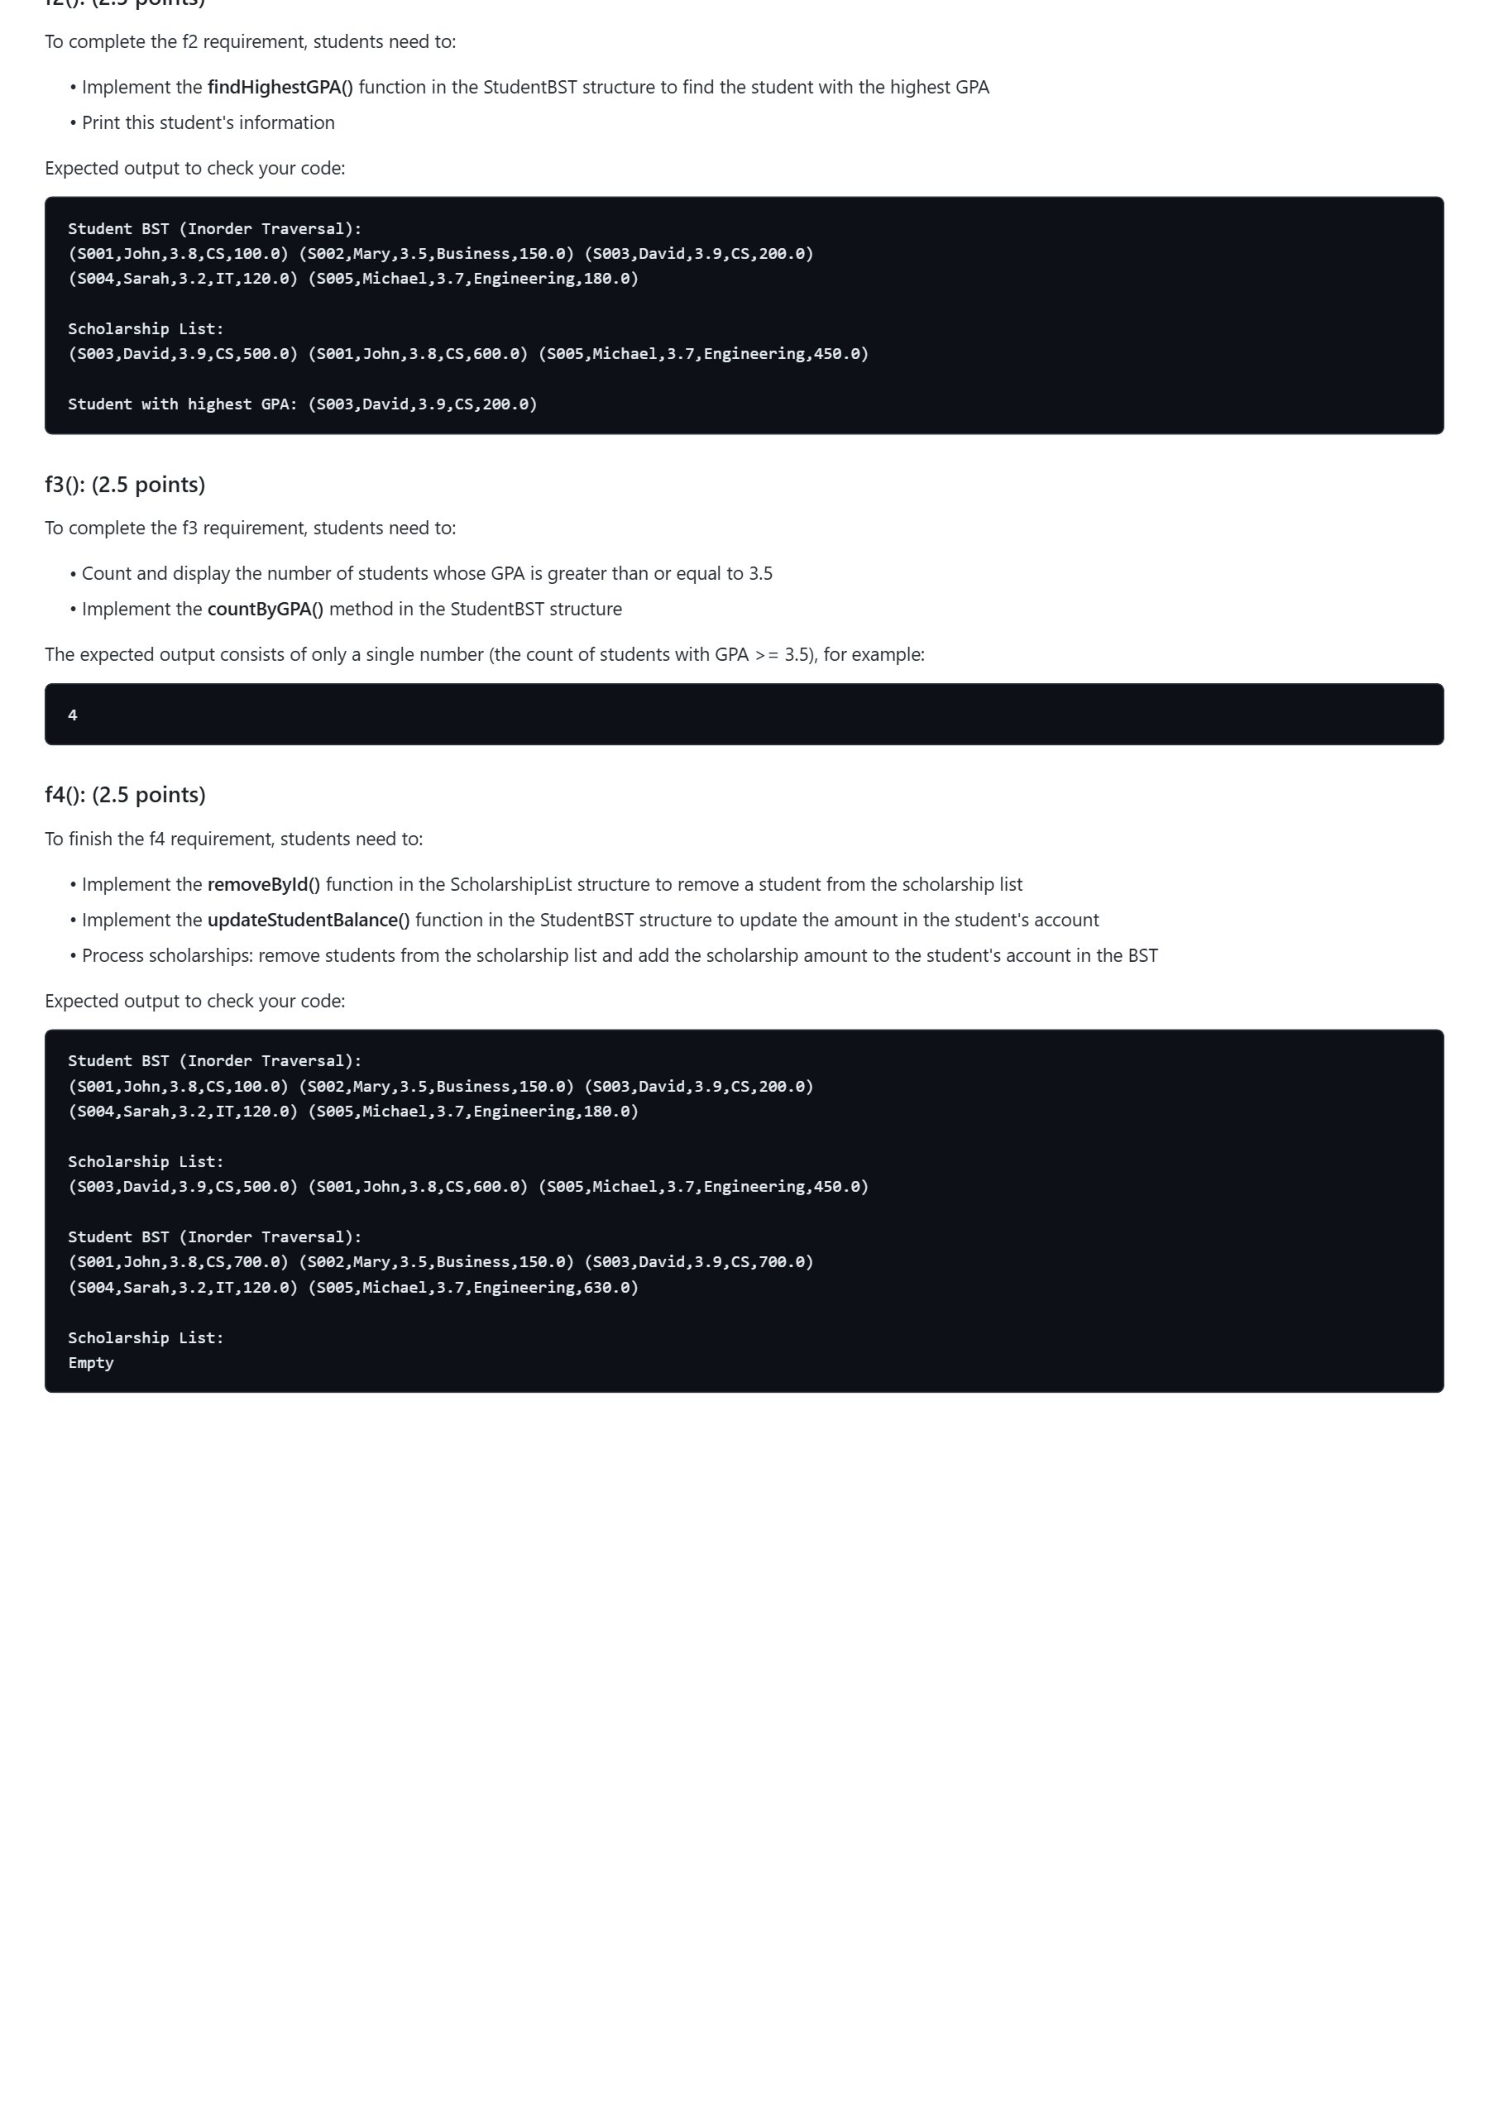 f2(): (2.5 points)
To complete the f2 requirement, students need to:
• Implement the findHighestGPA() function in the StudentBST structure to find the student with the highest GPA
• Print this student's information
Expected output to check your code:
Student BST (Inorder Traversal):
(S001,John,3.8,CS,100.0) (S002,Mary,3.5,Business,150.0) (S003,David,3.9,CS,200.0)
(S004,Sarah,3.2,IT,120.0) (S005,Michael,3.7,Engineering,180.0)
Scholarship List:
(S003,David,3.9,CS,500.0) (S001,John,3.8,CS,600.0) (S005,Michael,3.7,Engineering,450.0)
Student with highest GPA: (S003,David,3.9,CS,200.0)
f3(): (2.5 points)
To complete the f3 requirement, students need to:
• Count and display the number of students whose GPA is greater than or equal to 3.5
• Implement the countByGPA() method in the StudentBST structure
The expected output consists of only a single number (the count of students with GPA >= 3.5), for example:
4
f4(): (2.5 points)
To finish the f4 requirement, students need to:
• Implement the removeById() function in the ScholarshipList structure to remove a student from the scholarship list
• Implement the updateStudentBalance() function in the StudentBST structure to update the amount in the student's account
• Process scholarships: remove students from the scholarship list and add the scholarship amount to the student's account in the BST
Expected output to check your code:
Student BST (Inorder Traversal):
(S001,John,3.8,CS,100.0) (S002,Mary,3.5,Business,150.0) (S003,David,3.9,CS,200.0)
(S004,Sarah,3.2,IT,120.0) (S005,Michael,3.7,Engineering,180.0)
Scholarship List:
(S003,David,3.9,CS,500.0) (S001,John,3.8,CS,600.0) (S005,Michael,3.7,Engineering,450.0)
Student BST (Inorder Traversal):
(S001,John,3.8,CS,700.0) (S002,Mary,3.5,Business,150.0) (S003,David,3.9,CS,700.0)
(S004,Sarah,3.2,IT,120.0) (S005,Michael,3.7,Engineering,630.0)
Scholarship List:
Empty